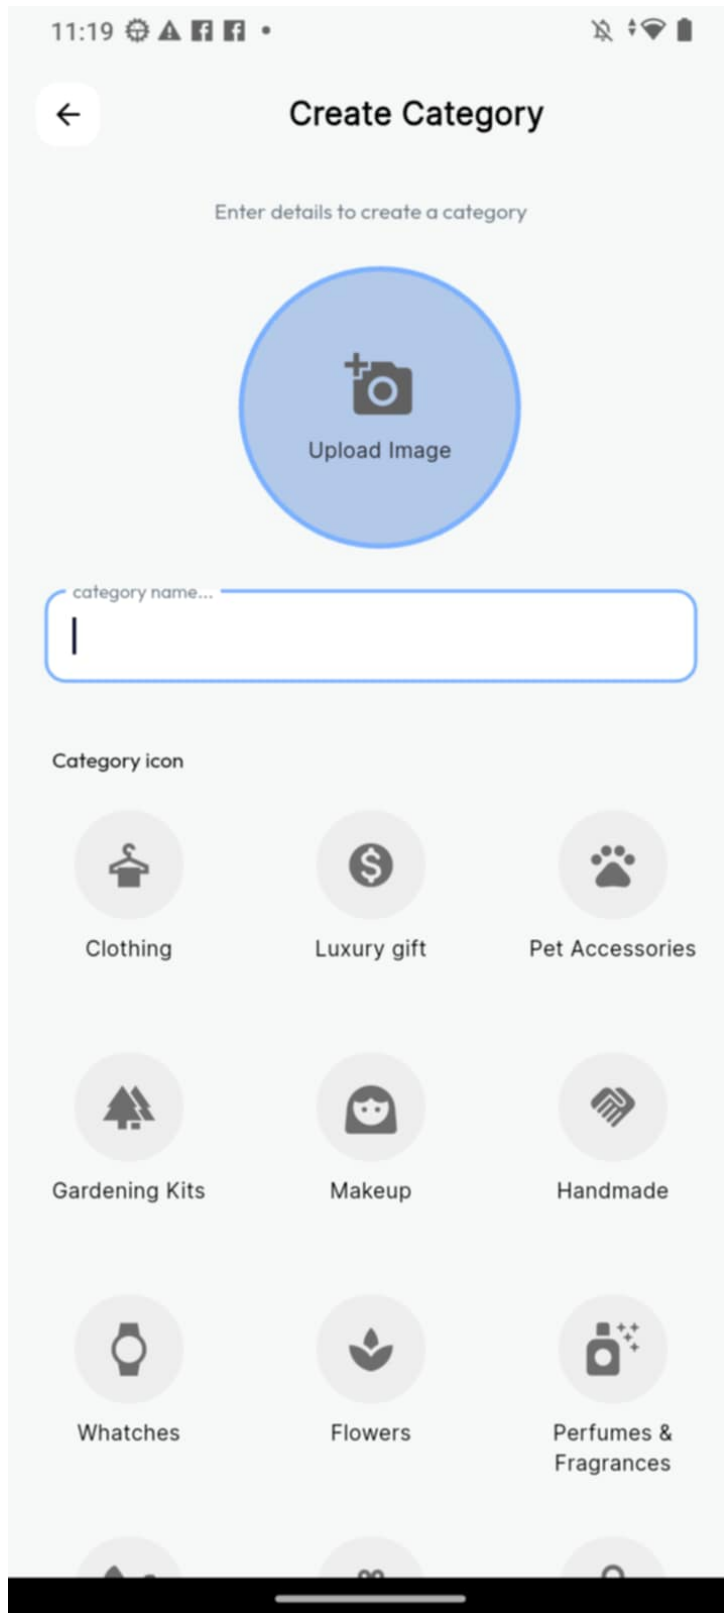 11:19
Create Category
Enter details to create a category
Upload Image
category name...
Category icon
Clothing
Luxury gift
Pet Accessories
Gardening Kits
Makeup
Handmade
Whatches
Flowers
Perfumes &
Fragrances